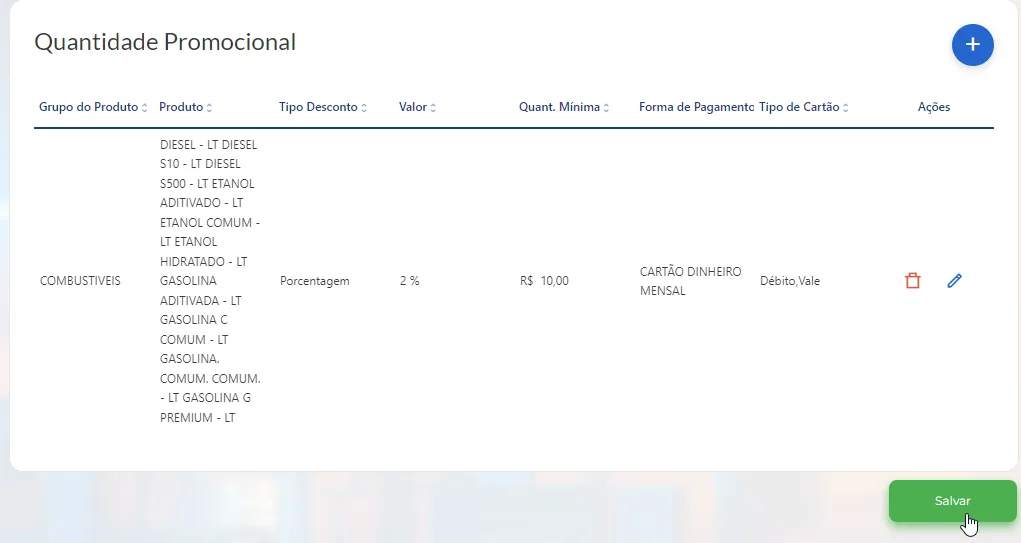 Quantidade Promocional
+
Grupo do Produto Produto Tipo Desconto Valor Quant. Mínima Forma de Pagamento Tipo de Cartão Ações
DIESEL - LT DIESEL
S10 - LT DIESEL
S500 - LT ETANOL
ADITIVADO - LT
ETANOL COMUM -
LT ETANOL
HIDRATADO - LT
COMBUSTIVEIS GASOLINA Porcentagem 2 % R$ 10,00 CARTÃO DINHEIRO Débito,Vale
MENSAL
ADITIVADA - LT
GASOLINA C
COMUM - LT
GASOLINA.
COMUM. COMUM.
- LT GASOLINA G
PREMIUM - LT
Salvar